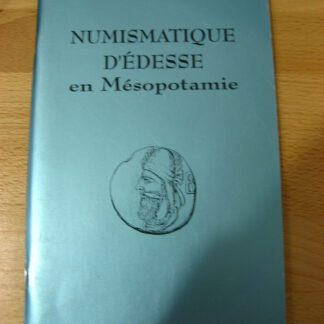 NUMISMATIQUE
D'ÉDESSE
en Mésopotamie